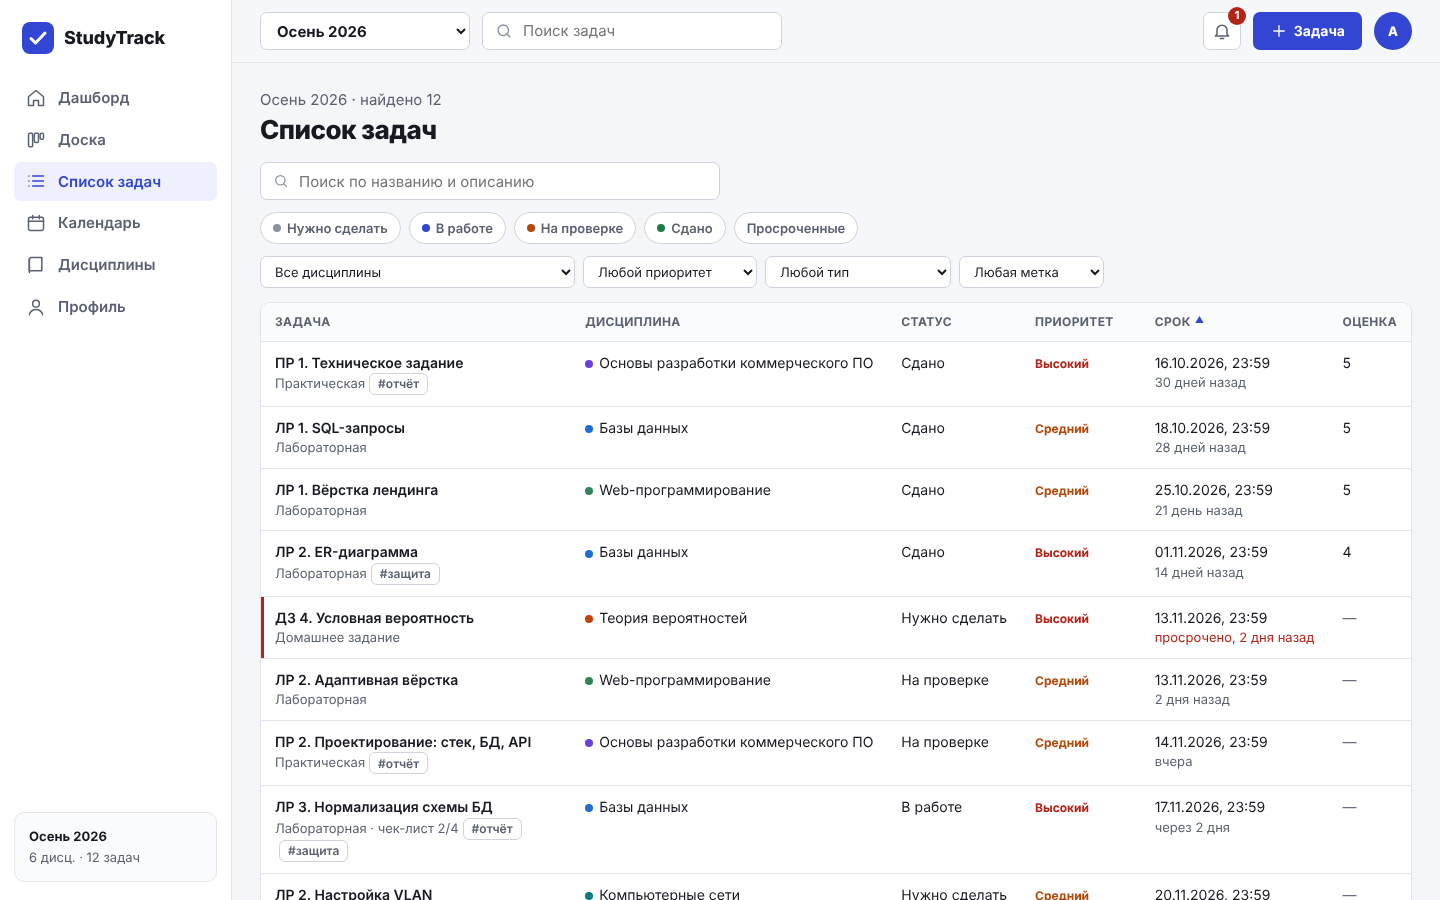 StudyTrack
Осень 2026
Поиск задач
1
Задача
A
Дашборд
Доска
Список задач
Календарь
Дисциплины
Профиль
Осень 2026
6 дисц. · 12 задач
Осень 2026 · найдено 12
Список задач
Поиск по названию и описанию
Нужно сделать
В работе
На проверке
Сдано
Просроченные
Все дисциплины
Любой приоритет
Любой тип
Любая метка
ЗАДАЧА ДИСЦИПЛИНА СТАТУС ПРИОРИТЕТ СРОК ОЦЕНКА
ПР 1. Техническое задание Основы разработки коммерческого ПО Сдано Высокий 16.10.2026, 23:59 5
Практическая #отчёт 30 дней назад
ЛР 1. SQL-запросы Базы данных Сдано Средний 18.10.2026, 23:59 5
Лабораторная 28 дней назад
ЛР 1. Вёрстка лендинга Web-программирование Сдано Средний 25.10.2026, 23:59 5
Лабораторная 21 день назад
ЛР 2. ER-диаграмма Базы данных Сдано Высокий 01.11.2026, 23:59 4
Лабораторная #защита 14 дней назад
ДЗ 4. Условная вероятность Теория вероятностей Нужно сделать Высокий 13.11.2026, 23:59 —
Домашнее задание просрочено, 2 дня назад
ЛР 2. Адаптивная вёрстка Web-программирование На проверке Средний 13.11.2026, 23:59 —
Лабораторная 2 дня назад
ПР 2. Проектирование: стек, БД, API Основы разработки коммерческого ПО На проверке Средний 14.11.2026, 23:59 —
Практическая #отчёт вчера
ЛР 3. Нормализация схемы БД Базы данных В работе Высокий 17.11.2026, 23:59 —
Лабораторная · чек-лист 2/4 #отчёт через 2 дня
#защита
ЛР 2. Настройка VLAN Компьютерные сети Нужно сделать Средний 20.11.2026, 23:59 —